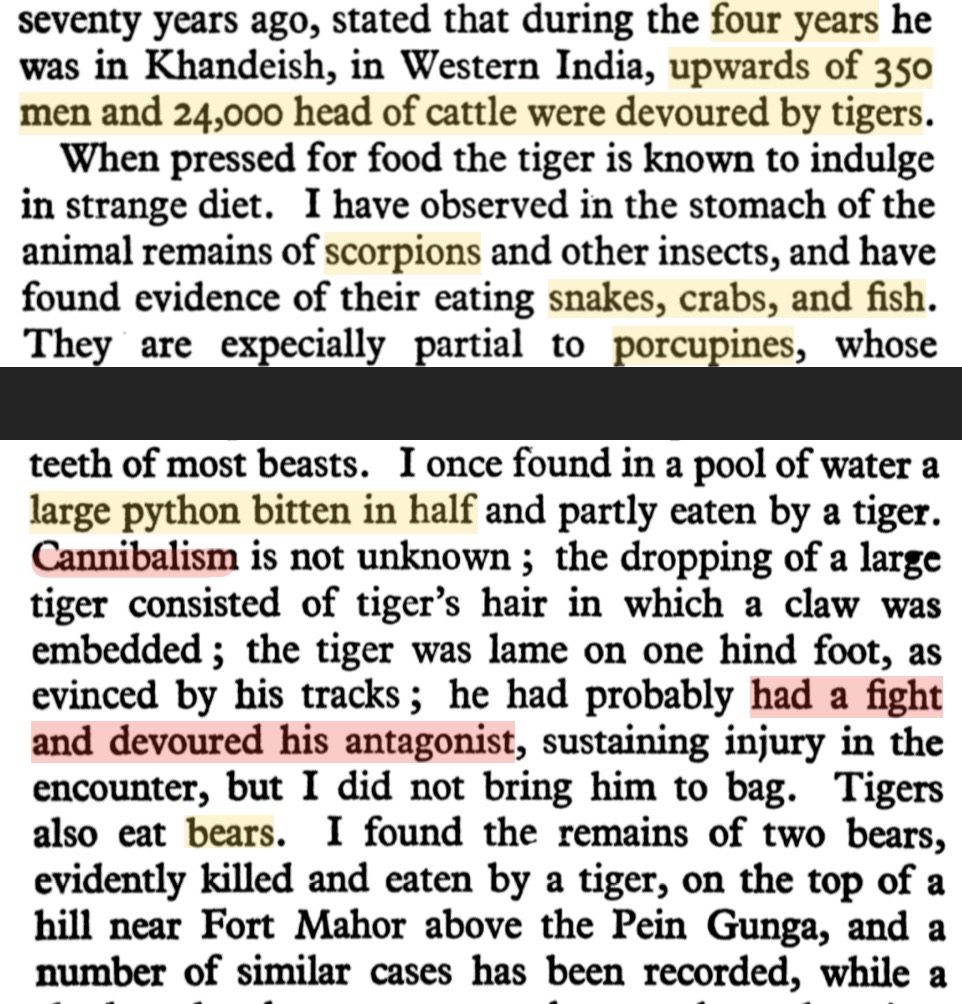 seventy years ago, stated that during the four years he
was in Khandeish, in Western India, upwards of 350
men and 24,000 head of cattle were devoured by tigers.
When pressed for food the tiger is known to indulge
in strange diet. I have observed in the stomach of the
animal remains of scorpions and other insects, and have
found evidence of their eating snakes, crabs, and fish.
They are expecially partial to porcupines, whose
teeth of most beasts. I once found in a pool of water a
large python bitten in half and partly eaten by a tiger.
Cannibalism is not unknown ; the dropping of a large
tiger consisted of tiger's hair in which a claw was
embedded ; the tiger was lame on one hind foot, as
evinced by his tracks ; he had probably had a fight
and devoured his antagonist, sustaining injury in the
encounter, but I did not bring him to bag. Tigers
also eat bears. I found the remains of two bears,
evidently killed and eaten by a tiger, on the top of a
hill near Fort Mahor above the Pein Gunga, and a
number of similar cases has been recorded, while a